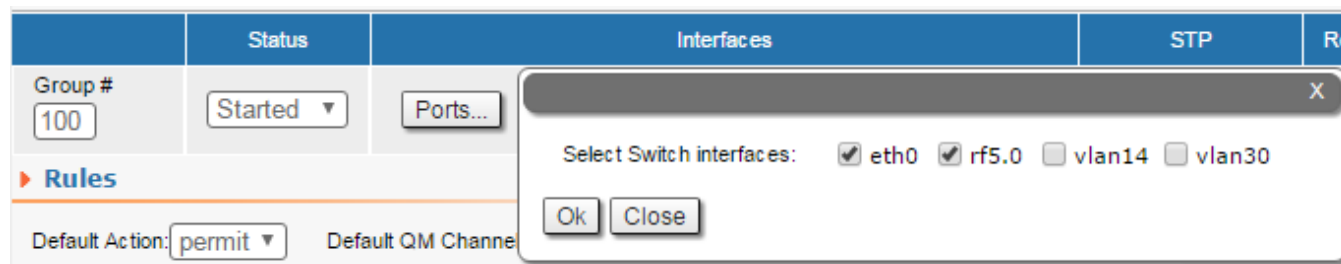 Status Interfaces STP
Group #
100 Started Ports...
X
Select Switch interfaces: eth0 rf5.0 vlan14 vlan30
Rules
Ok Close
Default Action: permit Default QM Channel